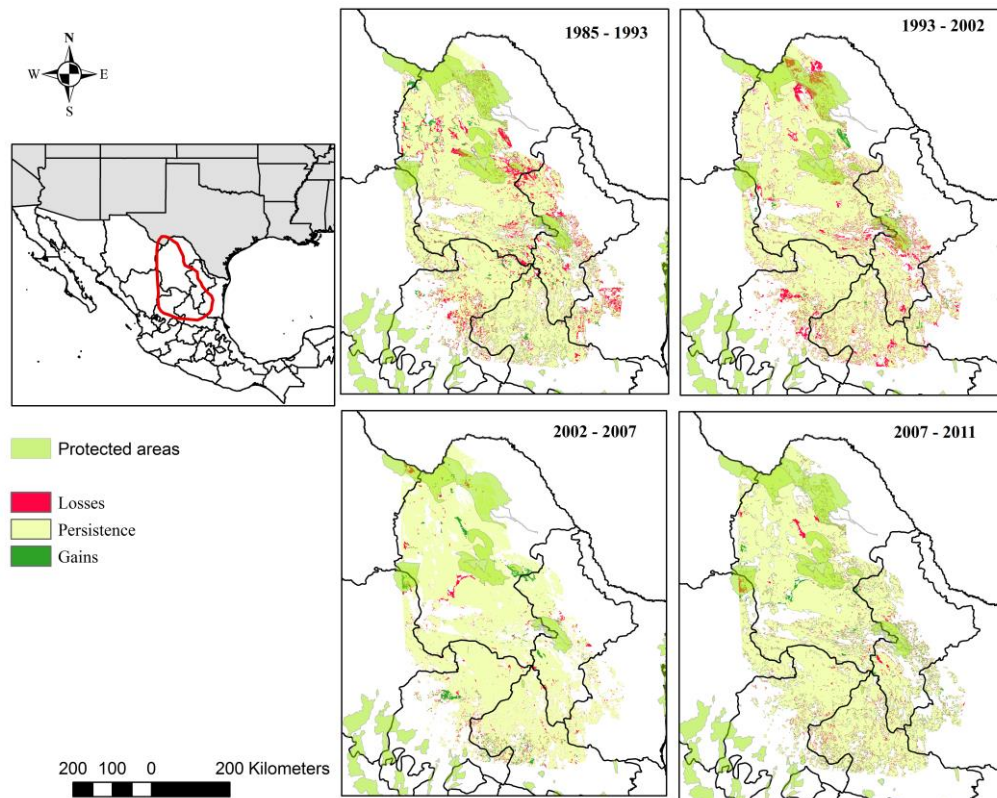 N
W E
S
1985 - 1993
1993 - 2002
2002 - 2007
2007 - 2011
Protected areas
Losses
Persistence
Gains
200 100 0 200 Kilometers